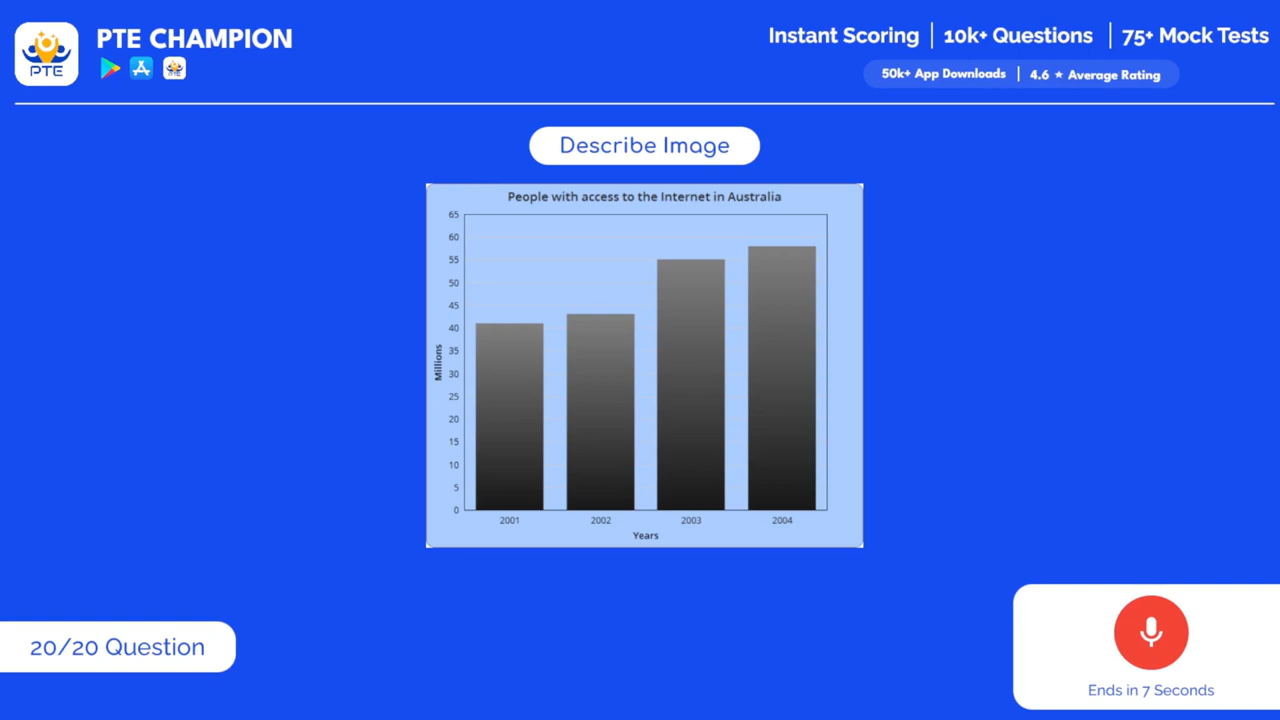 PTE CHAMPION
PTE
Instant Scoring | 10k+ Questions | 75+ Mock Tests
50k+ App Downloads | 4.6 ★ Average Rating
Describe Image
People with access to the Internet in Australia
65
60
55
50
45
40
35
30
25
20
15
10
5
0
Millions
2001 2002 2003 2004
Years
20/20 Question
Ends in 7 Seconds